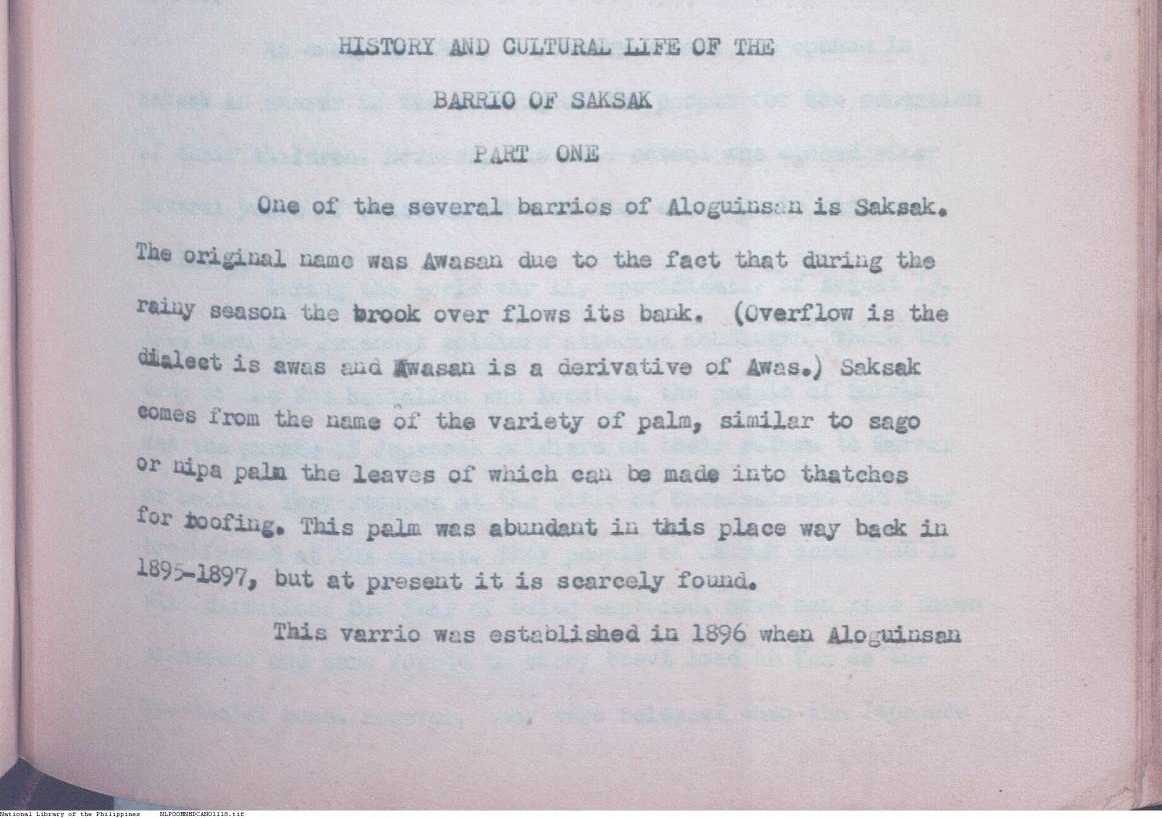 HISTORY AND CULTURAL LIFE OF THE
BARRIO OF SAKSAK
PART ONE
One of the several barrios of Aloguinsan is Saksak.
The original name was Awasan due to the fact that during the
rainy season the brook over flows its bank. (Overflow is the
dialect is awas and Awasan is a derivative of Awas.) Saksak
comes from the name of the variety of palm, similar to sago
or nipa palm the leaves of which can be made into thatches
for roofing. This palm was abundant in this place way back in
1895-1897, but at present it is scarcely found.
This varrio was established in 1896 when Aloguinsan
National Library of the Philippines NLPOOMNHDCAN01118.tif